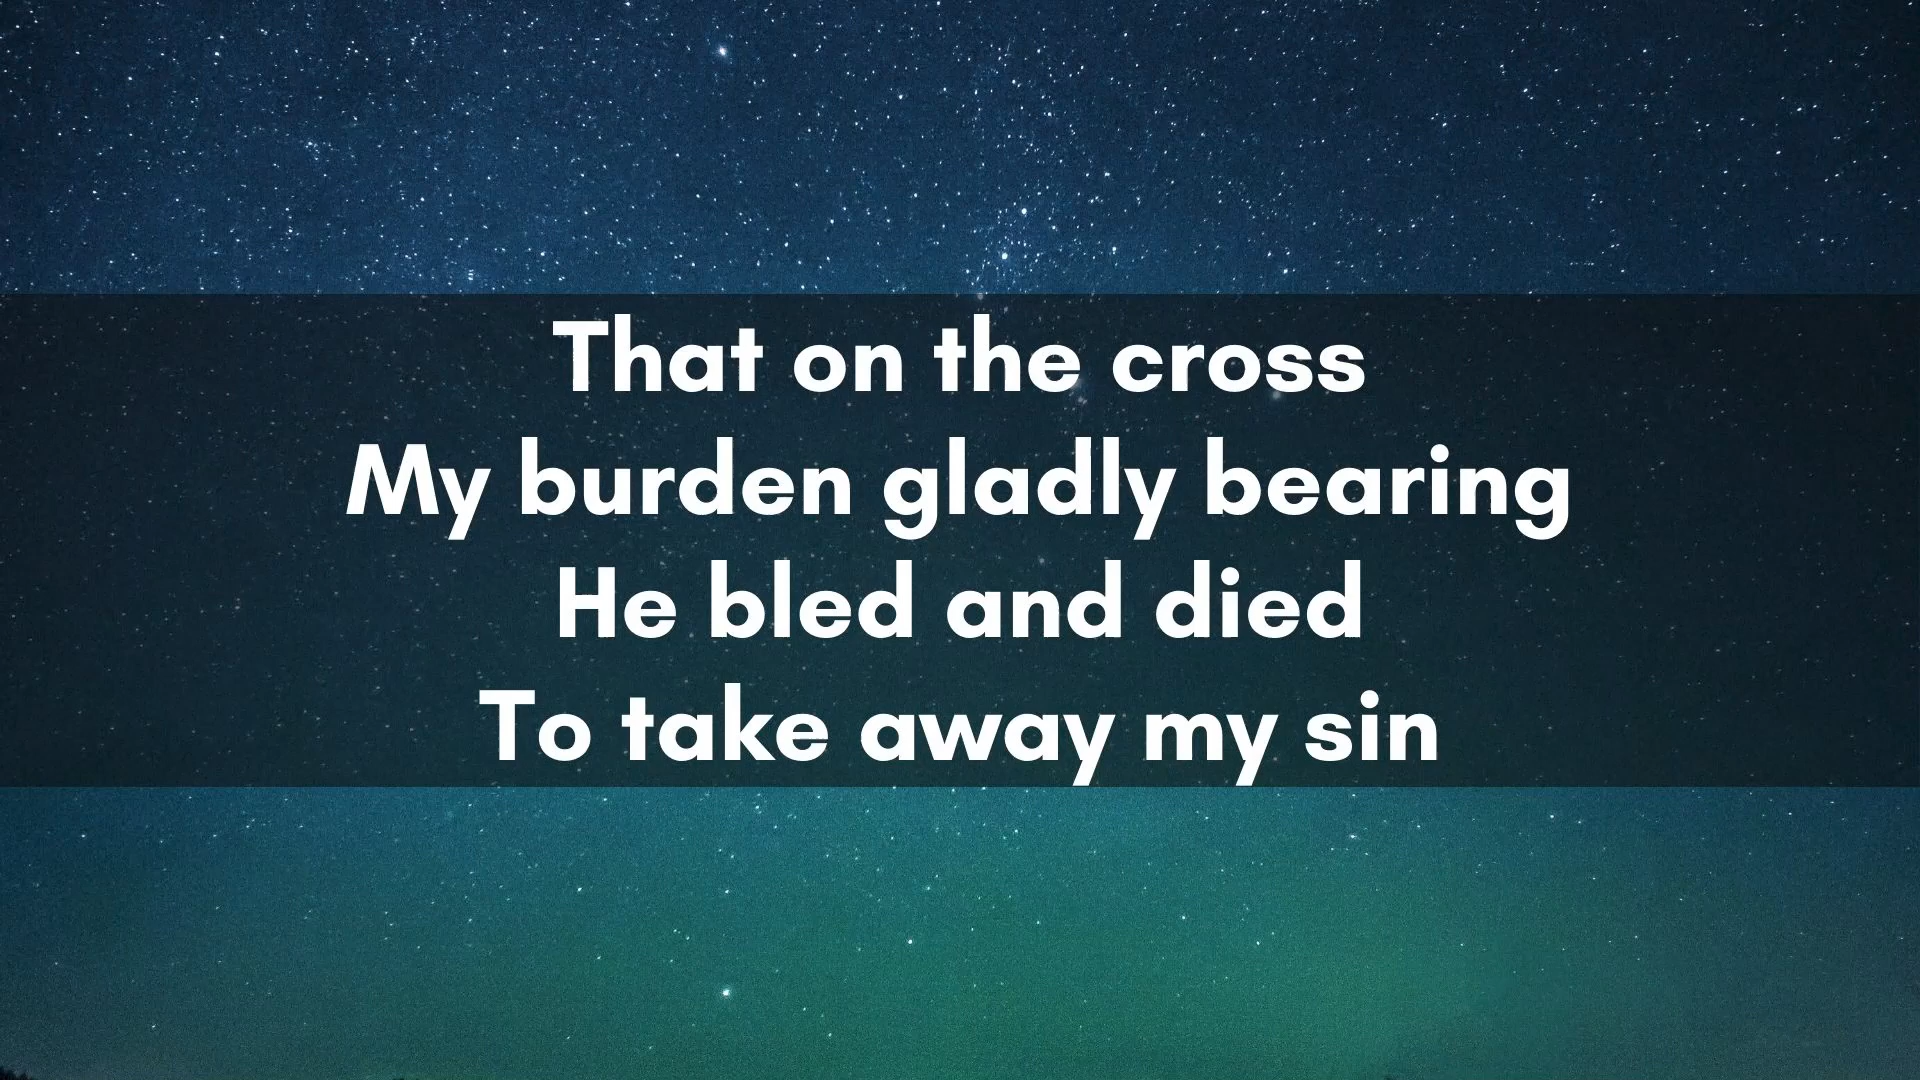 That on the cross
My burden gladly bearing
He bled and died
To take away my sin